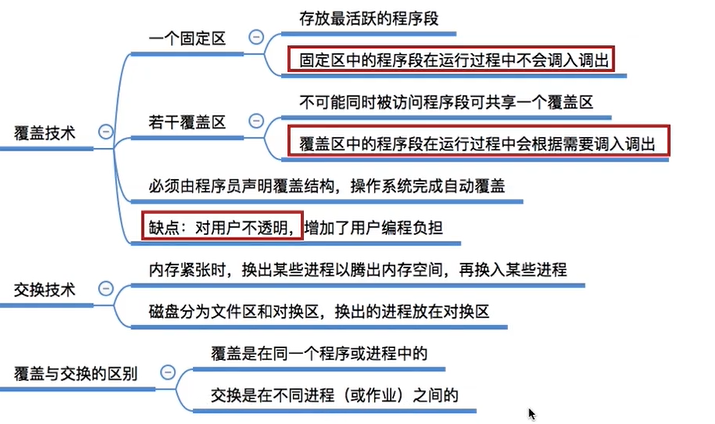 覆盖技术
一个固定区
存放最活跃的程序段
固定区中的程序段在运行过程中不会调入调出
若干覆盖区
不可能同时被访问程序段可共享一个覆盖区
覆盖区中的程序段在运行过程中会根据需要调入调出
必须由程序员声明覆盖结构，操作系统完成自动覆盖
缺点：对用户不透明，增加了用户编程负担
交换技术
内存紧张时，换出某些进程以腾出内存空间，再换入某些进程
磁盘分为文件区和对换区，换出的进程放在对换区
覆盖与交换的区别
覆盖是在同一个程序或进程中的
交换是在不同进程（或作业）之间的